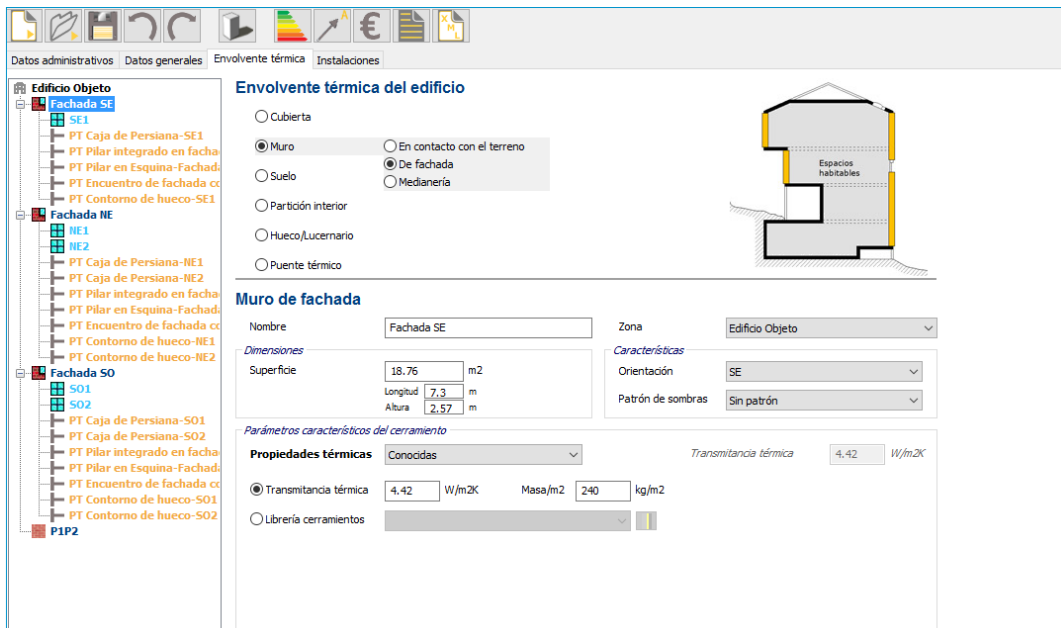 A
€
X
M
L
Datos administrativos Datos generales Envolvente térmica Instalaciones
Edificio Objeto
Fachada SE
SE1
PT Caja de Persiana-SE1
PT Pilar integrado en facha
PT Pilar en Esquina-Fachada
PT Encuentro de fachada co
PT Contorno de hueco-SE1
Fachada NE
NE1
NE2
PT Caja de Persiana-NE1
PT Caja de Persiana-NE2
PT Pilar integrado en facha
PT Pilar en Esquina-Fachada
PT Encuentro de fachada co
PT Contorno de hueco-NE1
PT Contorno de hueco-NE2
Fachada SO
SO1
SO2
PT Caja de Persiana-SO1
PT Caja de Persiana-SO2
PT Pilar integrado en facha
PT Pilar en Esquina-Fachada
PT Encuentro de fachada co
PT Contorno de hueco-SO1
PT Contorno de hueco-SO2
P1P2
Envolvente térmica del edificio
Cubierta
Muro
En contacto con el terreno
De fachada
Medianería
Suelo
Partición interior
Hueco/Lucernario
Puente térmico
Espacios
habitables
Muro de fachada
Nombre Fachada SE Zona Edificio Objeto
Dimensiones
Superficie 18.76 m2
Longitud 7.3 m
Altura 2.57 m
Características
Orientación SE
Patrón de sombras Sin patrón
Parámetros característicos del cerramiento
Propiedades térmicas Conocidas Transmitancia térmica 4.42 W/m2K
Transmitancia térmica 4.42 W/m2K Masa/m2 240 kg/m2
Librería cerramientos